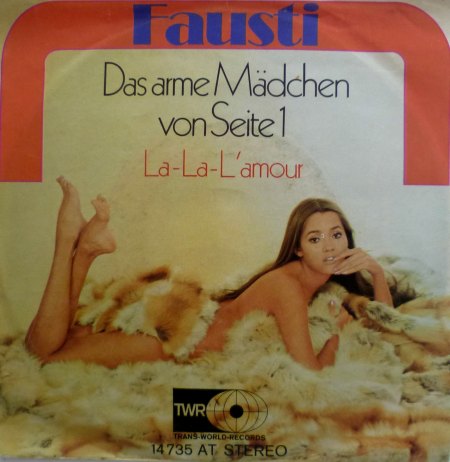 Fausti
Das arme Mädchen
von Seite 1
La-La-L'amour
TWR
TRANS-WORLD-RECORDS
14 735 AT STEREO